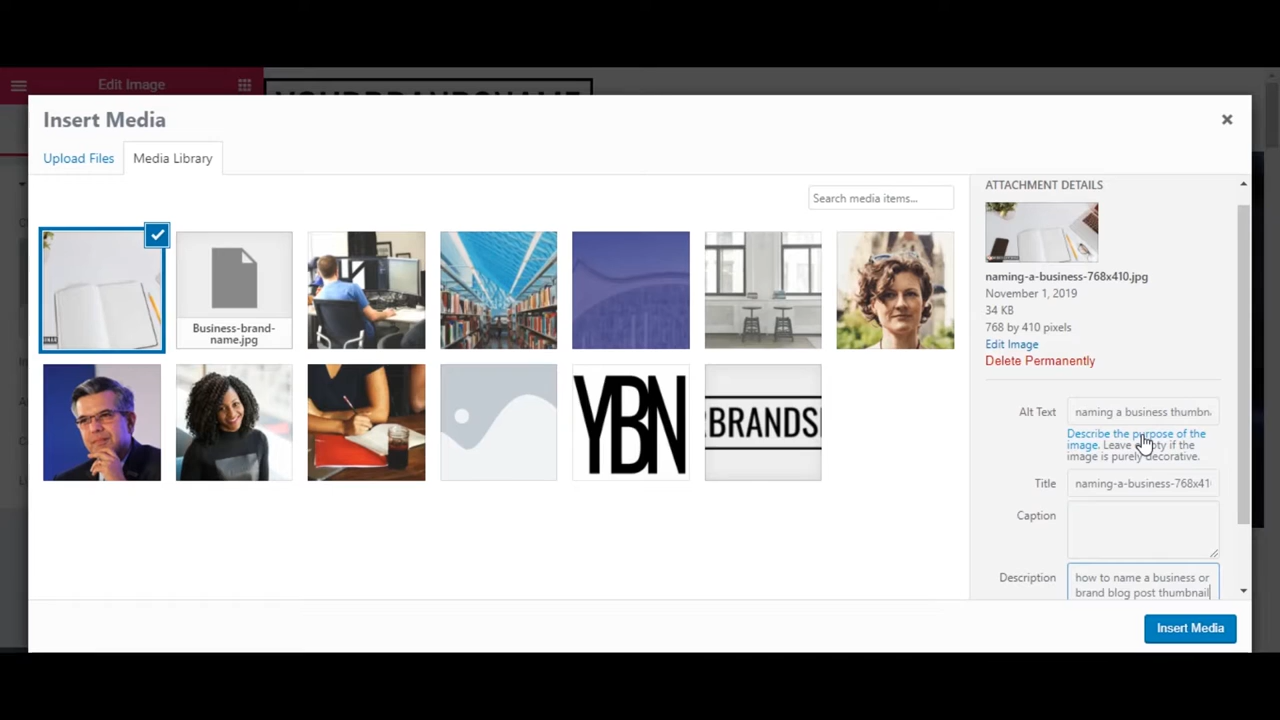 Edit Image
YOURBRANDSNAME
Insert Media
Upload Files
Media Library
Search media items...
ATTACHMENT DETAILS
naming-a-business-768x410.jpg
November 1, 2019
34 KB
768 by 410 pixels
Edit Image
Delete Permanently
Business-brand-
name.jpg
YBN
BRANDS
Alt Text
naming a business thumbn
Describe the purpose of the
image. Leave empty if the
image is purely decorative.
Title
naming-a-business-768x41
Caption
Description
how to name a business or
brand blog post thumbnail
Insert Media